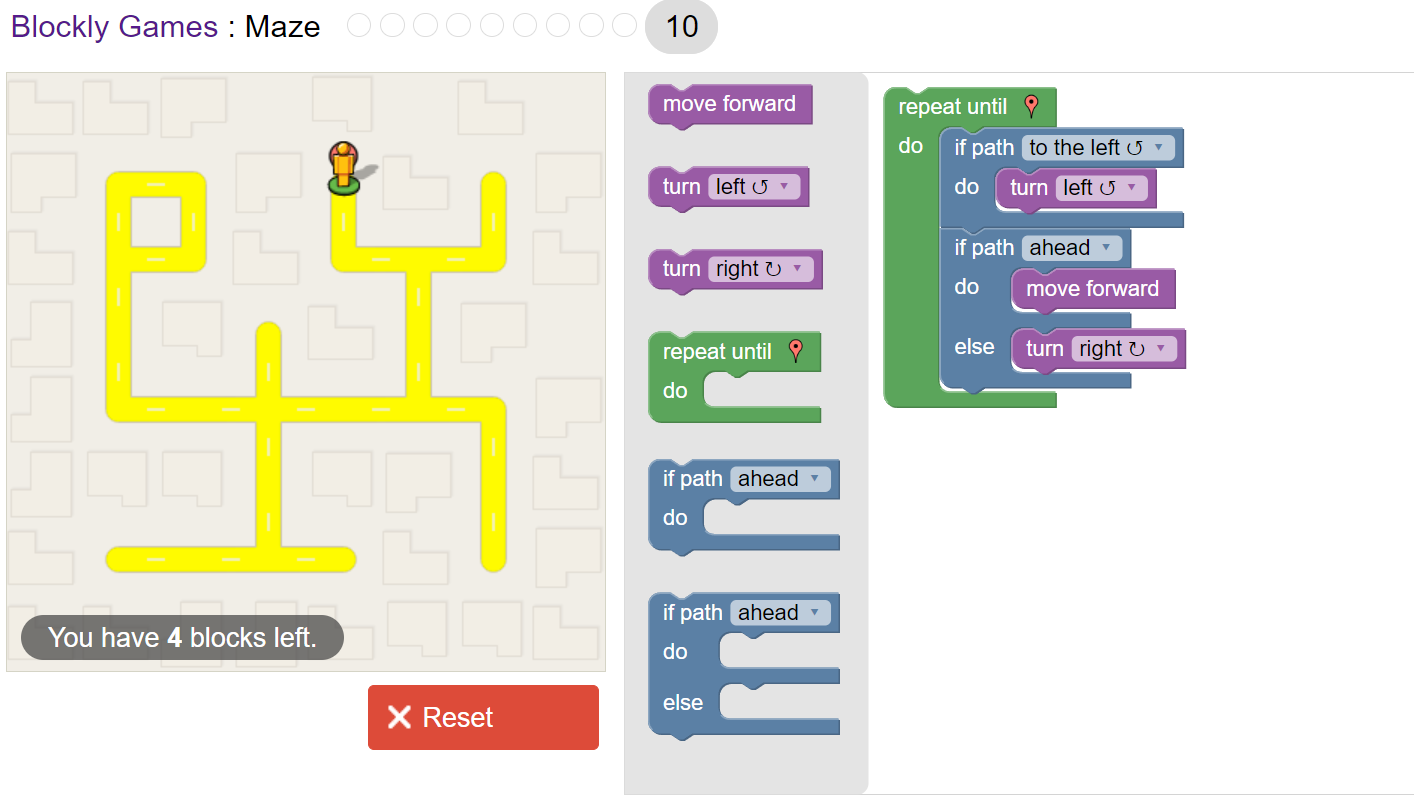 Blockly Games : Maze
10
You have 4 blocks left.
Reset
move forward
turn left ↺ ▼
turn right ↻ ▼
repeat until
do
if path ahead ▼
do
if path ahead ▼
do
else
repeat until
do
if path to the left ↺ ▼
do turn left ↺ ▼
if path ahead ▼
do move forward
else turn right ↻ ▼